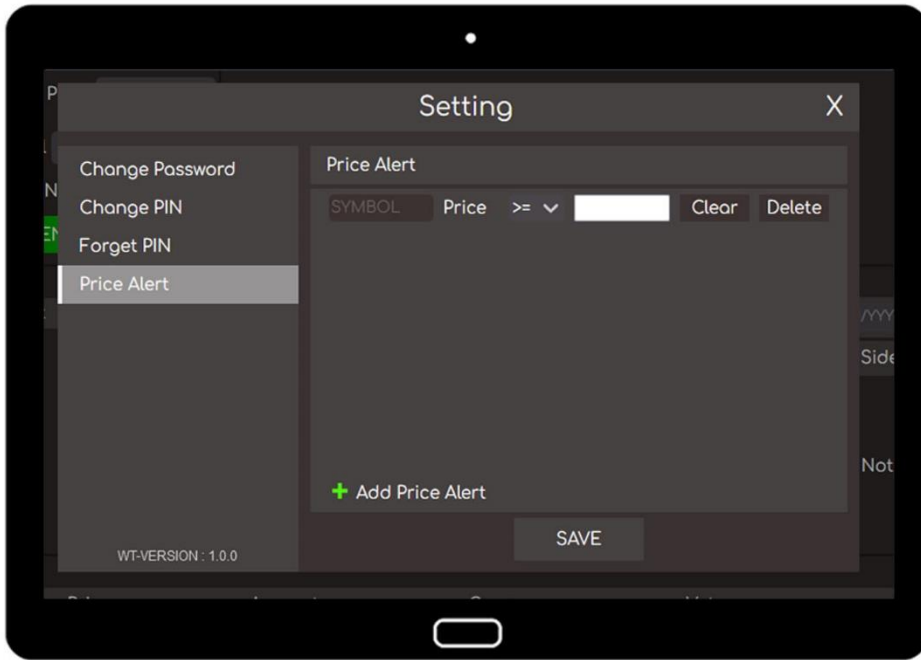 Setting X
Change Password
Change PIN
Forget PIN
Price Alert
WT-VERSION : 1.0.0
Price Alert
SYMBOL Price >= Clear Delete
Add Price Alert
SAVE
/YYY
Side
Not